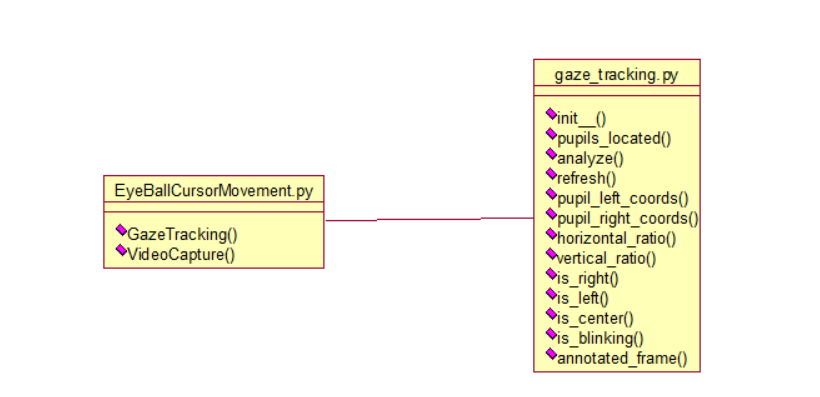 EyeBallCursorMovement.py
GazeTracking()
VideoCapture()
gaze_tracking.py
init__()
pupils_located()
analyze()
refresh()
pupil_left_coords()
pupil_right_coords()
horizontal_ratio()
vertical_ratio()
is_right()
is_left()
is_center()
is_blinking()
annotated_frame()